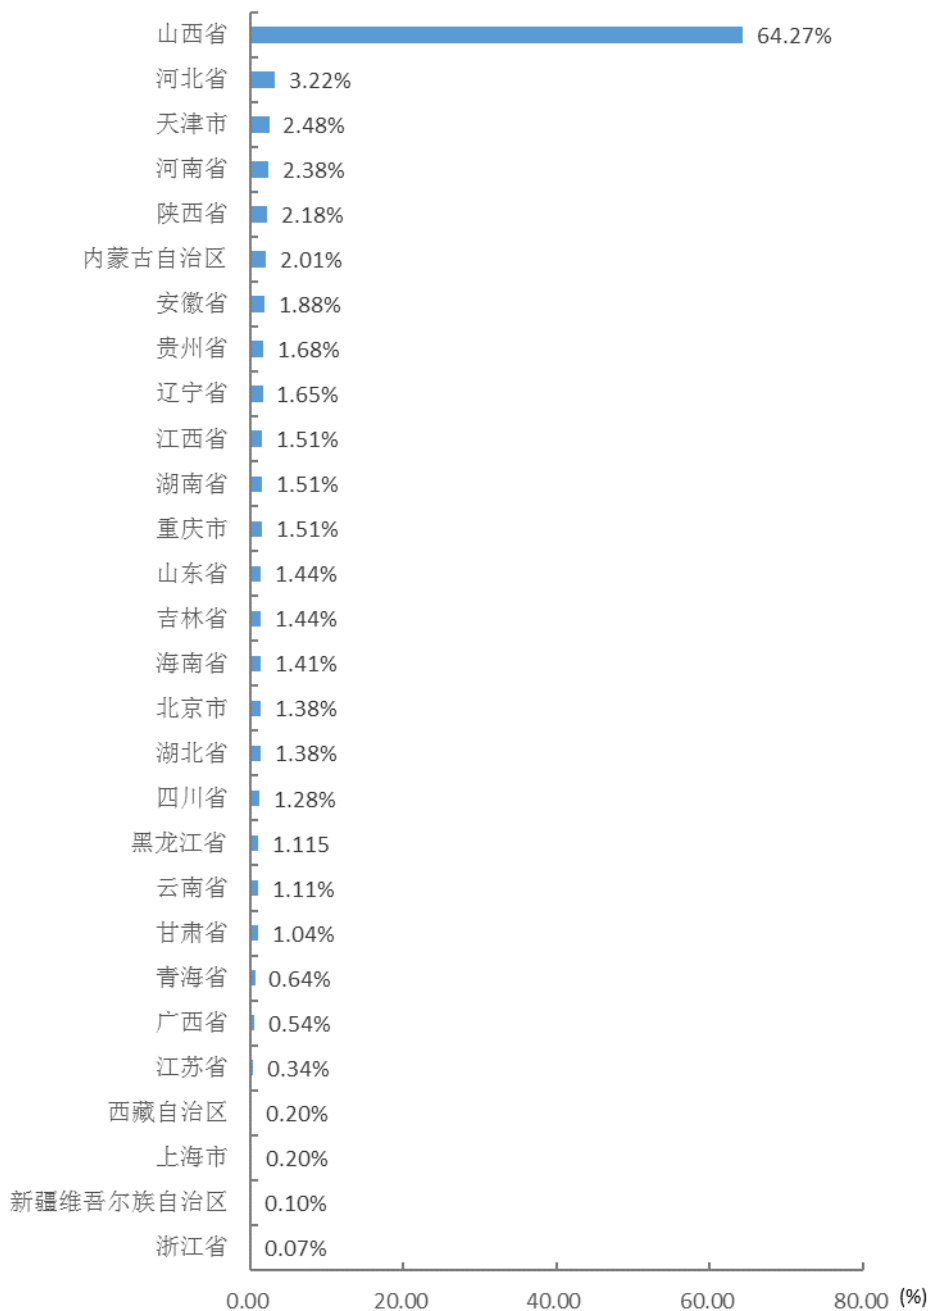 山西省 64.27%
河北省 3.22%
天津市 2.48%
河南省 2.38%
陕西省 2.18%
内蒙古自治区 2.01%
安徽省 1.88%
贵州省 1.68%
辽宁省 1.65%
江西省 1.51%
湖南省 1.51%
重庆市 1.51%
山东省 1.44%
吉林省 1.44%
海南省 1.41%
北京市 1.38%
湖北省 1.38%
四川省 1.28%
黑龙江省 1.115
云南省 1.11%
甘肃省 1.04%
青海省 0.64%
广西省 0.54%
江苏省 0.34%
西藏自治区 0.20%
上海市 0.20%
新疆维吾尔族自治区 0.10%
浙江省 0.07%
0.00 20.00 40.00 60.00 80.00 (%)